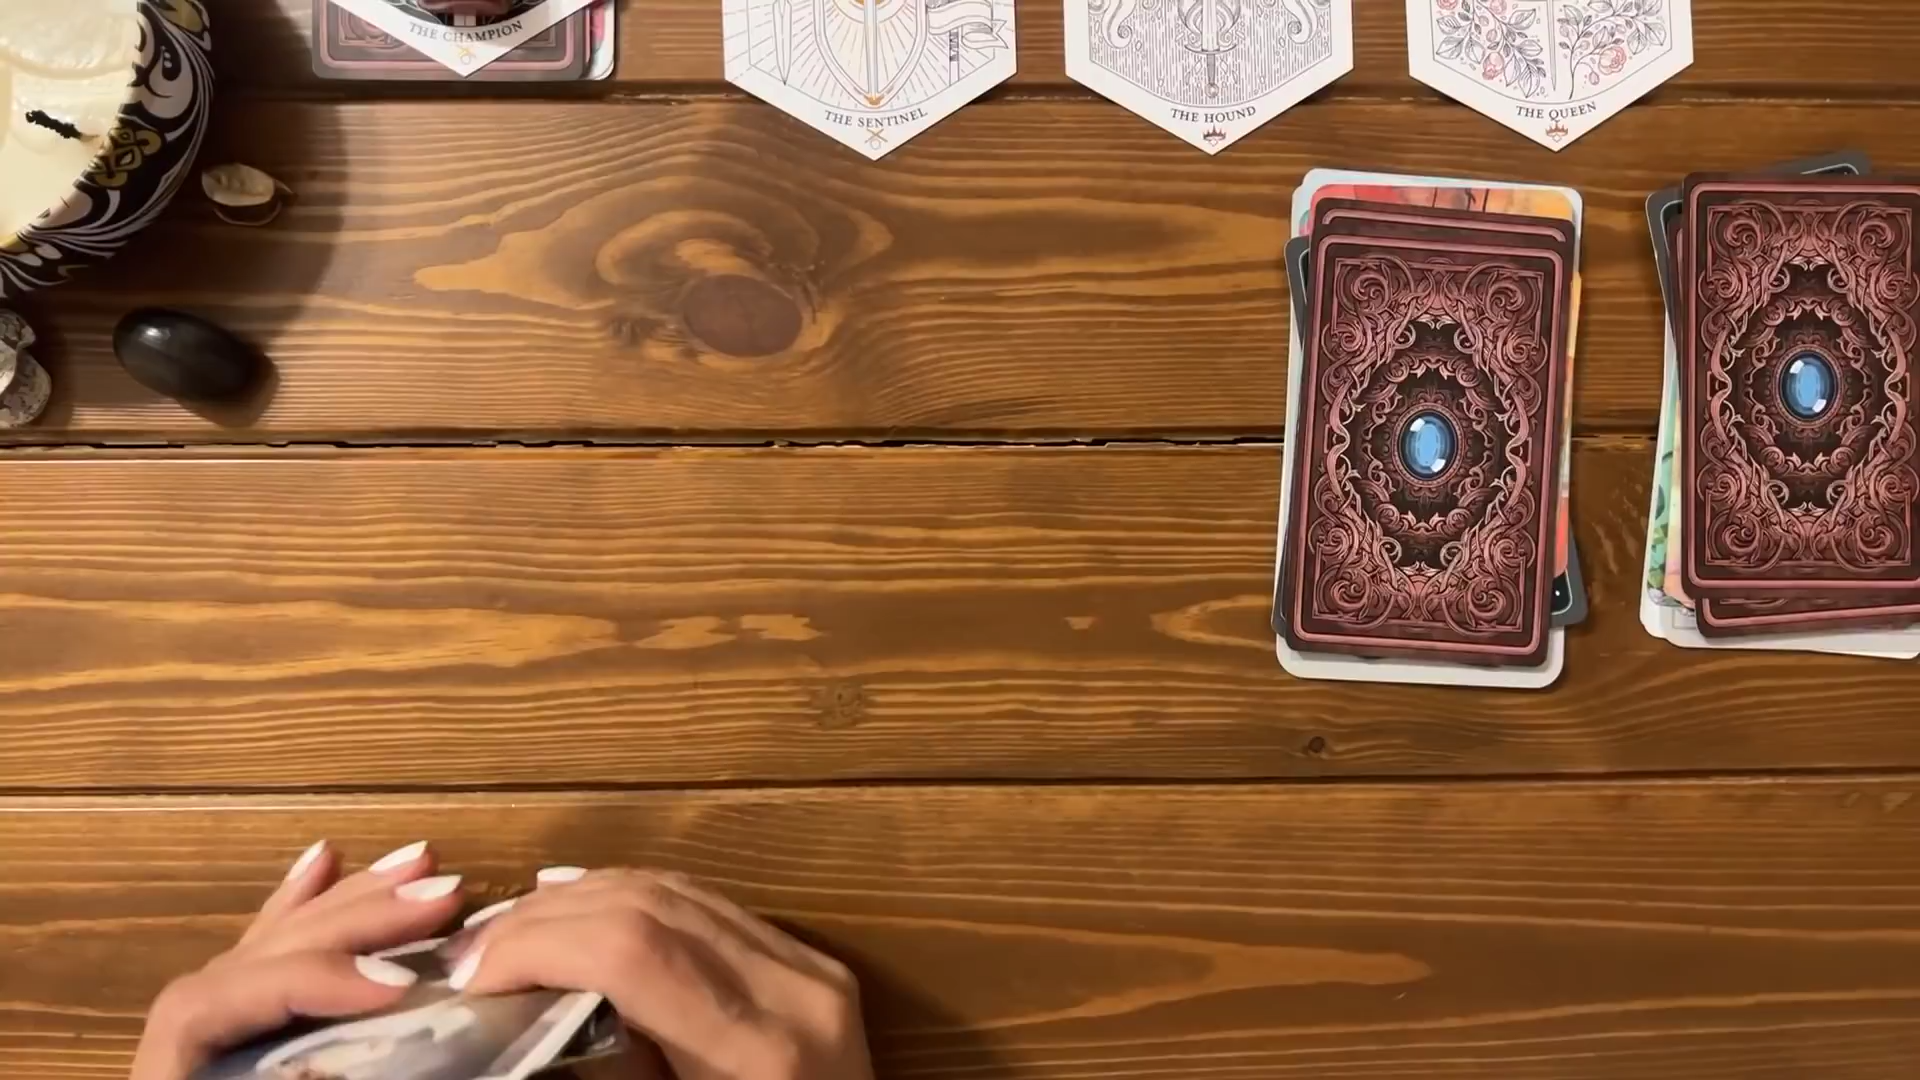 THE CHAMPION
THE SENTINEL
THE HOUND
THE QUEEN